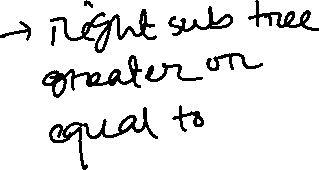 → Right sub tree
greater or
equal to